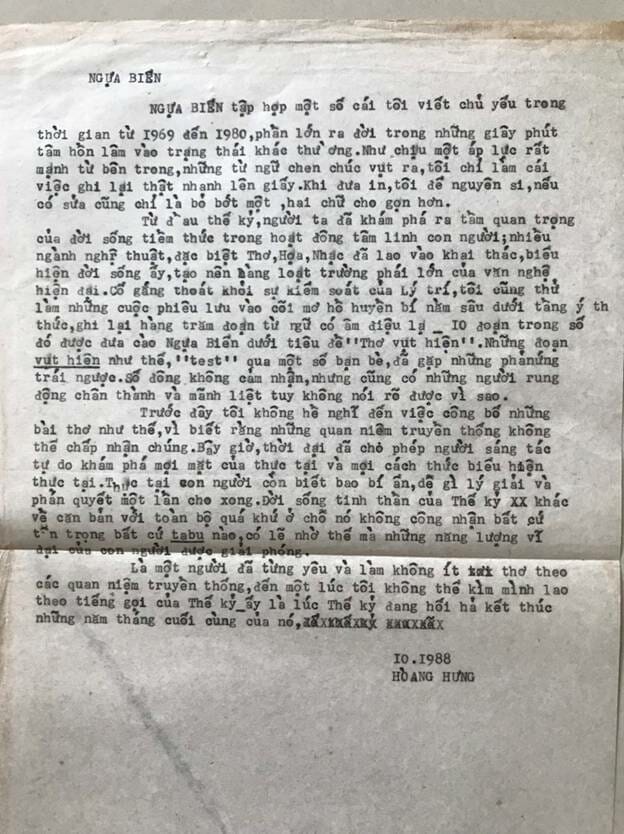 NGỰA BIỂN
NGỰA BIỂN tập hợp một số cái tôi viết chủ yếu trong
thời gian từ I969 đến I980,phần lớn ra đời trong những giây phút
tâm hồn lâm vào trạng thái khác thường.Như chịu một áp lực rất
mạnh từ bên trong,những từ ngữ chen chúc vụt ra,tôi chỉ làm cái
việc ghi lại thật nhanh lên giấy.Khi đưa in,tôi để nguyên si,nếu
có sửa cũng chỉ là bỏ bớt một ,hai chữ cho gọn hơn.
Từ đầu thế kỷ,người ta đã khám phá ra tầm quan trọng
của đời sống tiềm thức trong hoạt đông tâm linh con người;nhiều
ngành nghĩ thuật,đặc biệt Thơ,Họa,Nhạc đã lao vào khai thác,biểu
hiện đời sống ấy,tạo nên hàng loạt trường phái lớn của văn nghệ
hiện đại.Cố gắng thoát khỏi sự kiểm soát của Lý trí,tôi cũng thử
làm những cuộc phiêu lưu vào cõi mơ hồ huyền bí nằm sâu dưới tầng ý th
thức,ghi lại hàng trăm đoạn từ ngữ có âm điệu lạ _ IO đoạn trong số
đó được đưa cao Ngựa Biển dưới tiêu đề"Thơ vụt hiện".Những đoạn
vụt hiện như thế,"test" qua một số bạn bè,đã gặp những phảnứng
trái ngược.Số đông không cảm nhận,nhưng cũng có những người rung
động chân thành và mãnh liệt tuy không nói rõ được vì sao.
Trước đây tôi không hề nghĩ đến việc công bố những
bài thơ như thế,vì biết rằng những quan niệm truyền thống không
thể chấp nhận chúng.Bây giờ,thời đại đã cho phép người sáng tác
tự do khám phá mọi mặt của thực tại và mọi cách thức biểu hiện
thực tại.Thực tại con người còn biết bao bí ẩn,dễ gì lý giải và
phán quyết một lần cho xong.Đời sống tinh thần của Thế kỷ XX khác
về căn bản với toàn bộ quá khứ ở chỗ nó không công nhận bất cứ
tôn trọng bất cứ tabu nào,có lẽ nhờ thế mà những năng lượng vĩ
đại của con người được giải phóng.
Là một người đã từng yêu và làm không ít thơ theo
các quan niệm truyền thống,đến một lúc tôi không thể kìm mình lao
theo tiếng gọi của Thế kỷ_ấy là lúc Thế kỷ đang hối hả kết thúc
những năm tháng cuối cùng của nó,
IO.I988
HOÀNG HƯNG